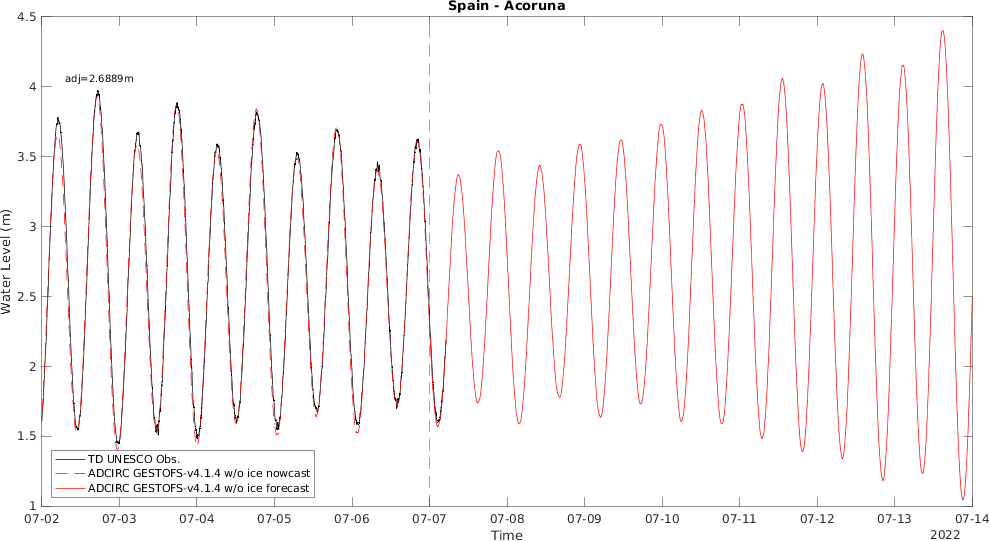 Spain - Acoruna
4.5
adj=2.6889m
4
3.5
3
Water Level (m)
2.5
2
1.5
TD UNESCO Obs.
ADCIRC GESTOFS-v4.1.4 w/o ice nowcast
ADCIRC GESTOFS-v4.1.4 w/o ice forecast
1
07-02 07-03 07-04 07-05 07-06 07-07 07-08 07-09 07-10 07-11 07-12 07-13 07-14
Time
2022